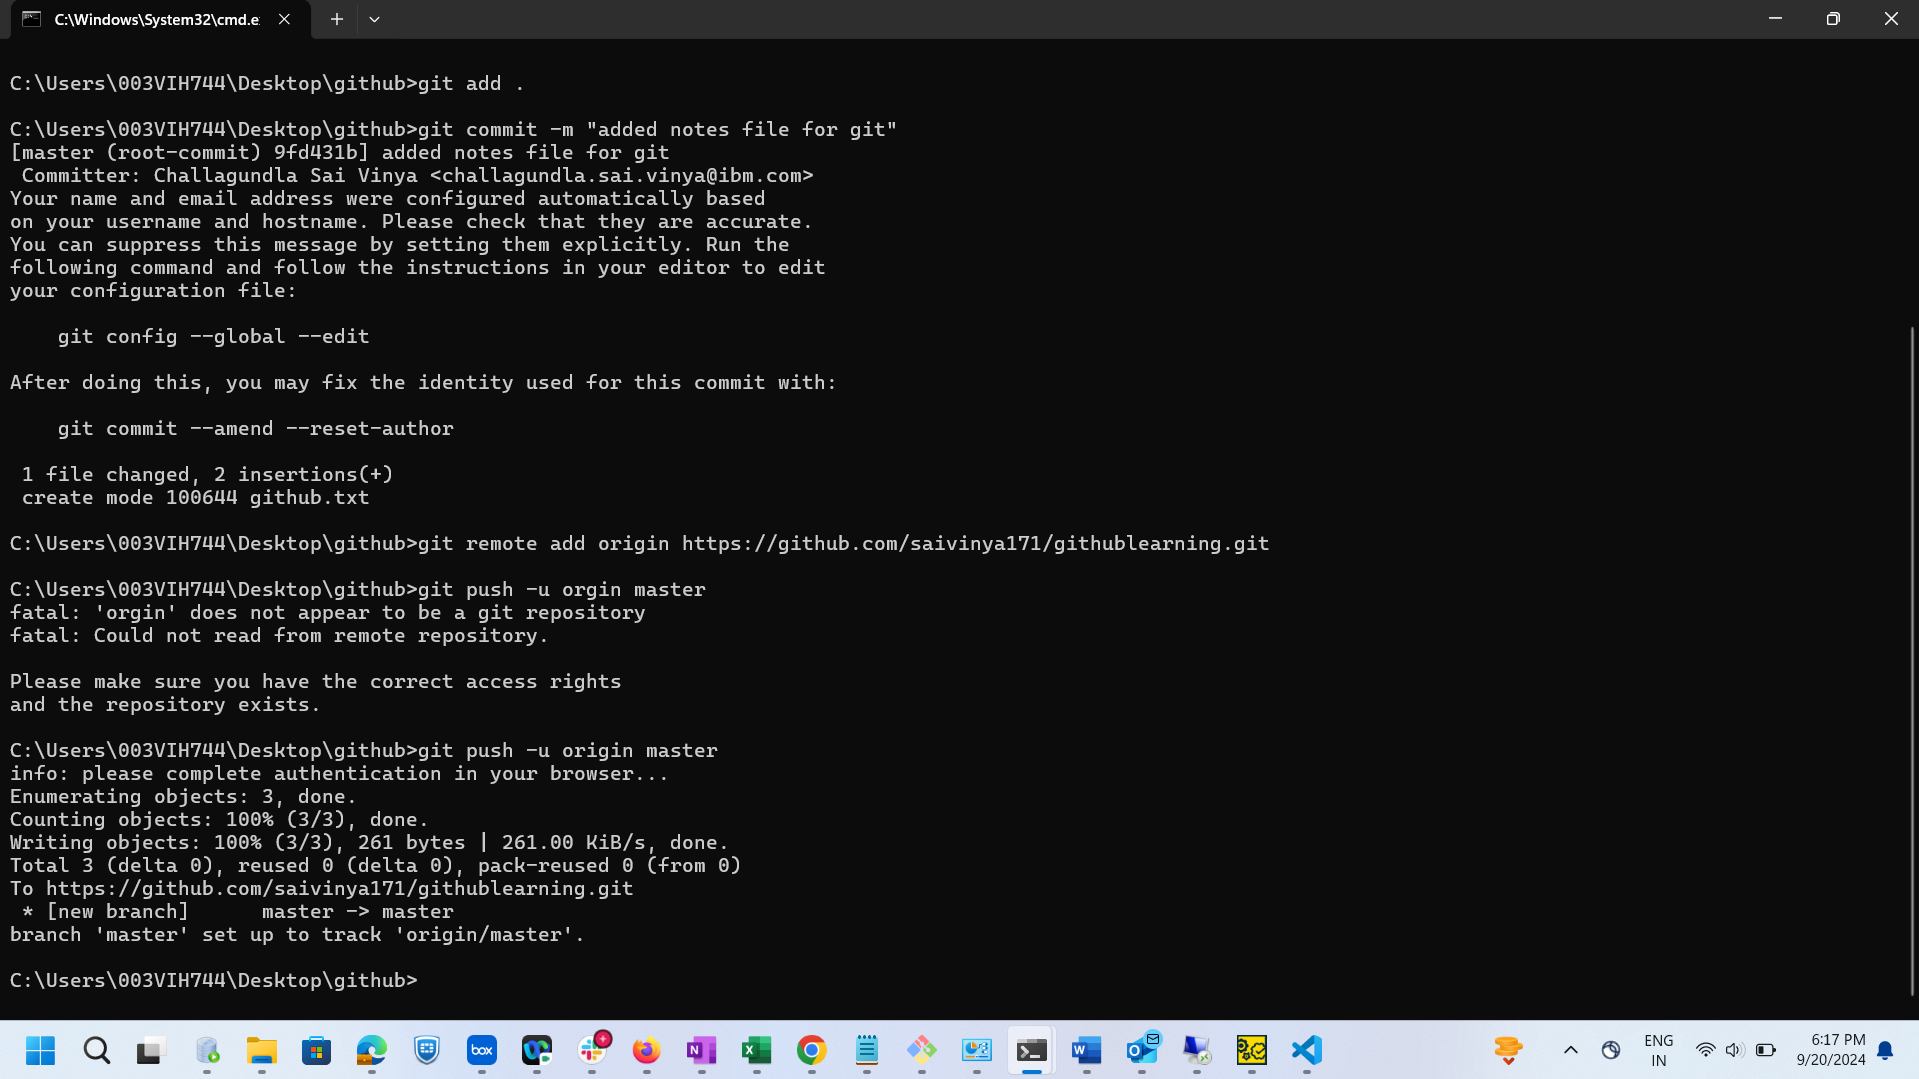 C:\Windows\System32\cmd.e
C:\Users\003VIH744\Desktop\github>git add .
C:\Users\003VIH744\Desktop\github>git commit -m "added notes file for git"
[master (root-commit) 9fd431b] added notes file for git
 Committer: Challagundla Sai Vinya <challagundla.sai.vinya@ibm.com>
Your name and email address were configured automatically based
on your username and hostname. Please check that they are accurate.
You can suppress this message by setting them explicitly. Run the
following command and follow the instructions in your editor to edit
your configuration file:
    git config --global --edit
After doing this, you may fix the identity used for this commit with:
    git commit --amend --reset-author
 1 file changed, 2 insertions(+)
 create mode 100644 github.txt
C:\Users\003VIH744\Desktop\github>git remote add origin https://github.com/saivinya171/githublearning.git
C:\Users\003VIH744\Desktop\github>git push -u orgin master
fatal: 'orgin' does not appear to be a git repository
fatal: Could not read from remote repository.
Please make sure you have the correct access rights
and the repository exists.
C:\Users\003VIH744\Desktop\github>git push -u origin master
info: please complete authentication in your browser...
Enumerating objects: 3, done.
Counting objects: 100% (3/3), done.
Writing objects: 100% (3/3), 261 bytes | 261.00 KiB/s, done.
Total 3 (delta 0), reused 0 (delta 0), pack-reused 0 (from 0)
To https://github.com/saivinya171/githublearning.git
 * [new branch]      master -> master
branch 'master' set up to track 'origin/master'.
C:\Users\003VIH744\Desktop\github>
box
N
X
W
O
ENG
IN
6:17 PM
9/20/2024